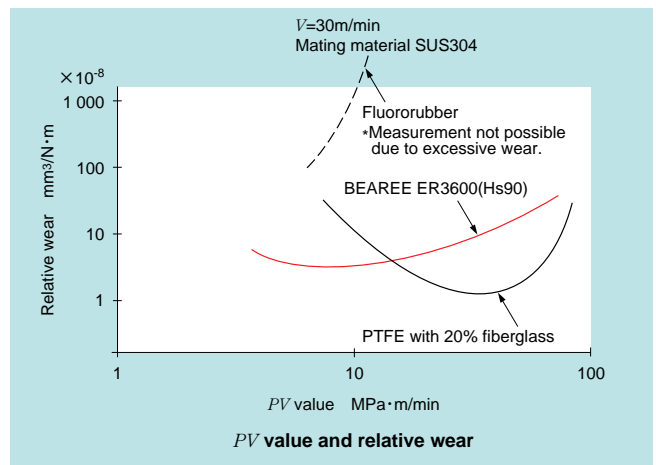 V=30m/min
Mating material SUS304
×10-8
1 000
100
10
1
Relative wear mm3/N・m
Fluororubber
*Measurement not possible
due to excessive wear.
BEAREE ER3600(Hs90)
PTFE with 20% fiberglass
1
10
100
PV value MPa・m/min
PV value and relative wear